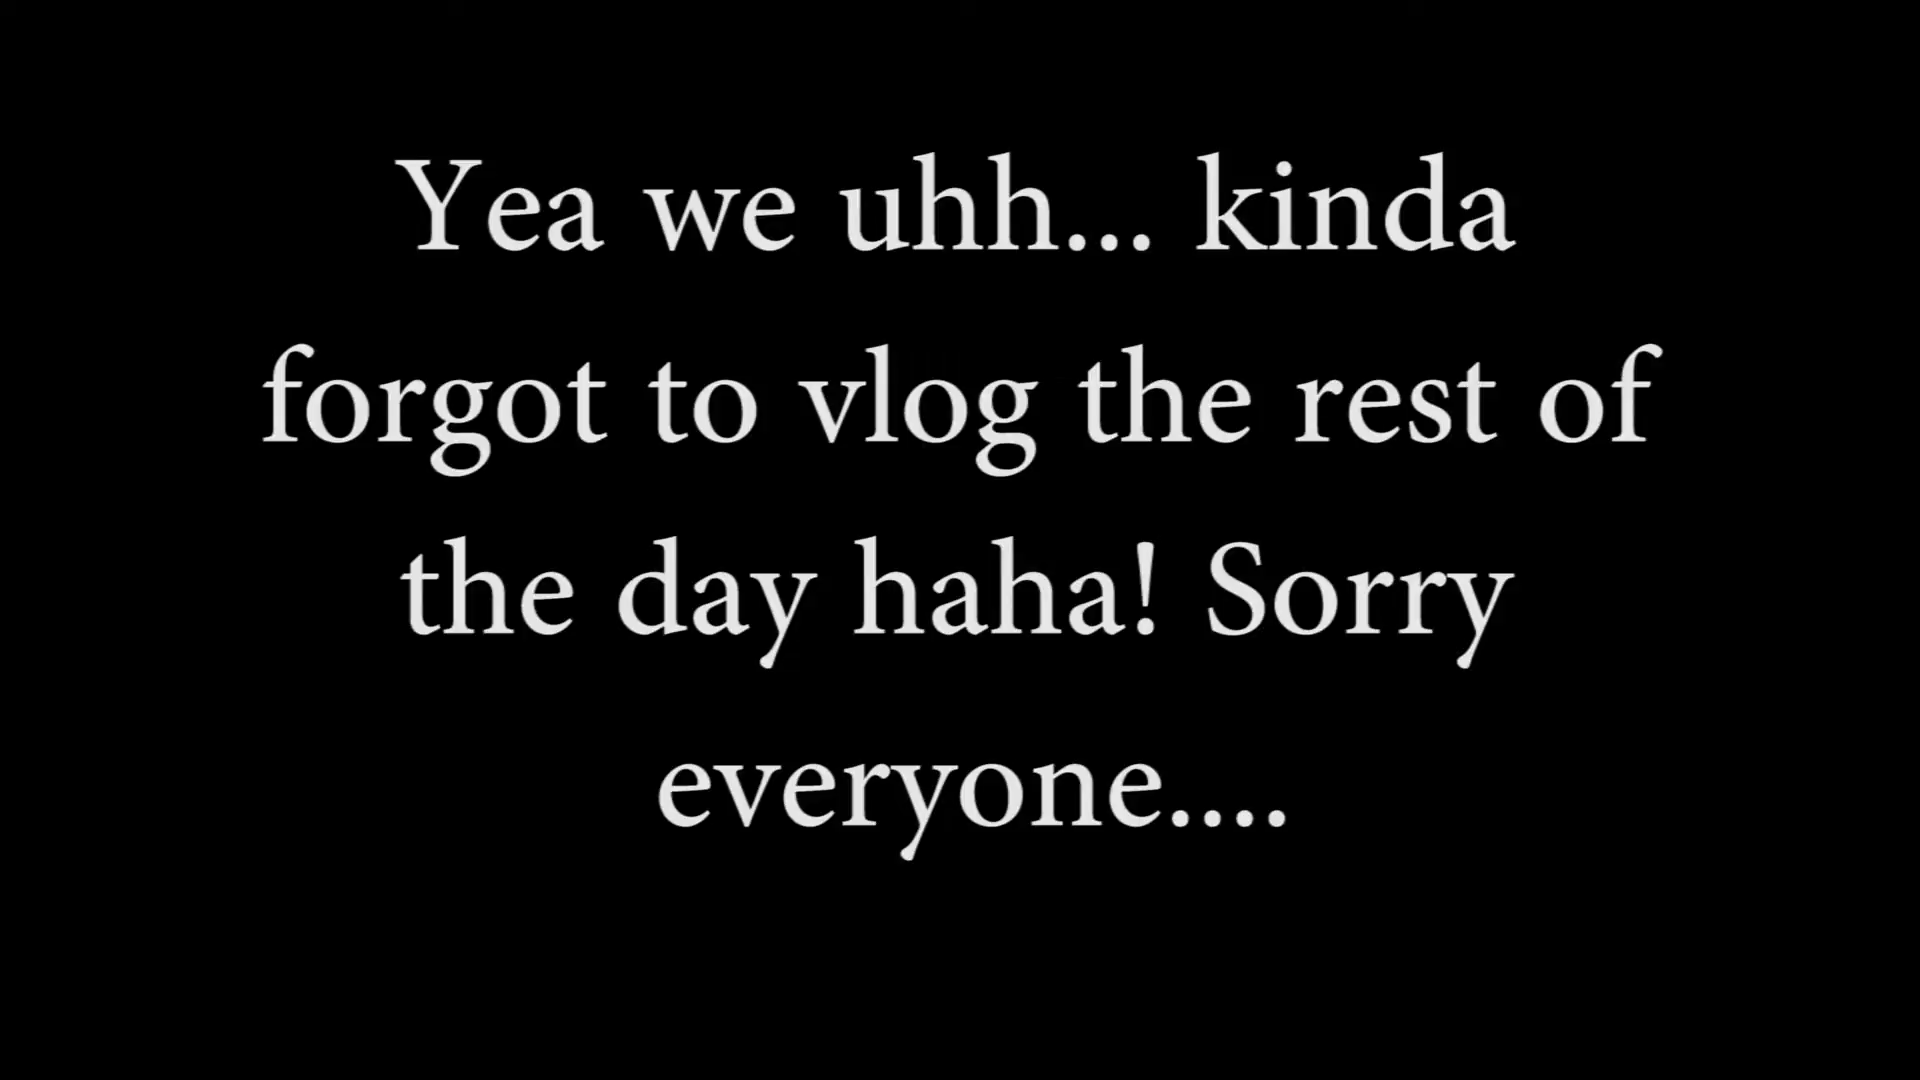 Yea we uhh... kinda
forgot to vlog the rest of
the day haha! Sorry
everyone....